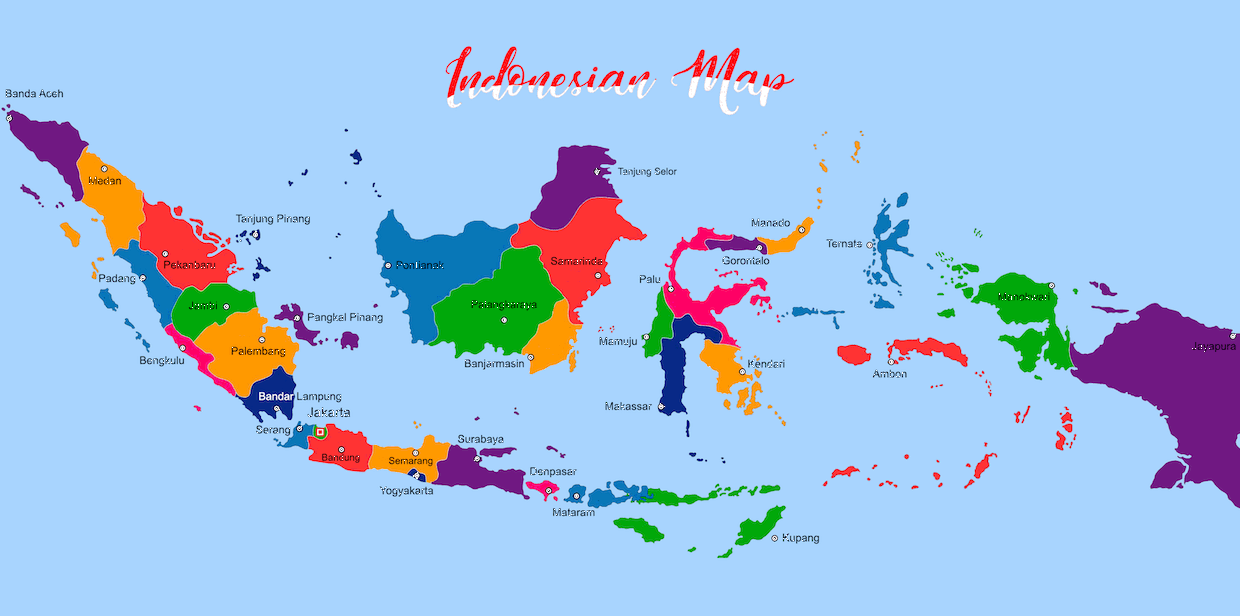 Indonesian Map
Banda Aceh
Medan
Tanjung Selor
Tanjung Pinang
Manado
Ternate
Pekanbaru
Gorontalo
Padang
Pontianak
Samarinda
Palu
Jambi
Palangkaraya
Manokwari
Pangkal Pinang
Palembang
Mamuju
Jayapura
Bengkulu
Banjarmasin
Kendari
Ambon
Bandar Lampung
Makassar
Jakarta
Serang
Surabaya
Bandung
Semarang
Denpasar
Yogyakarta
Mataram
Kupang